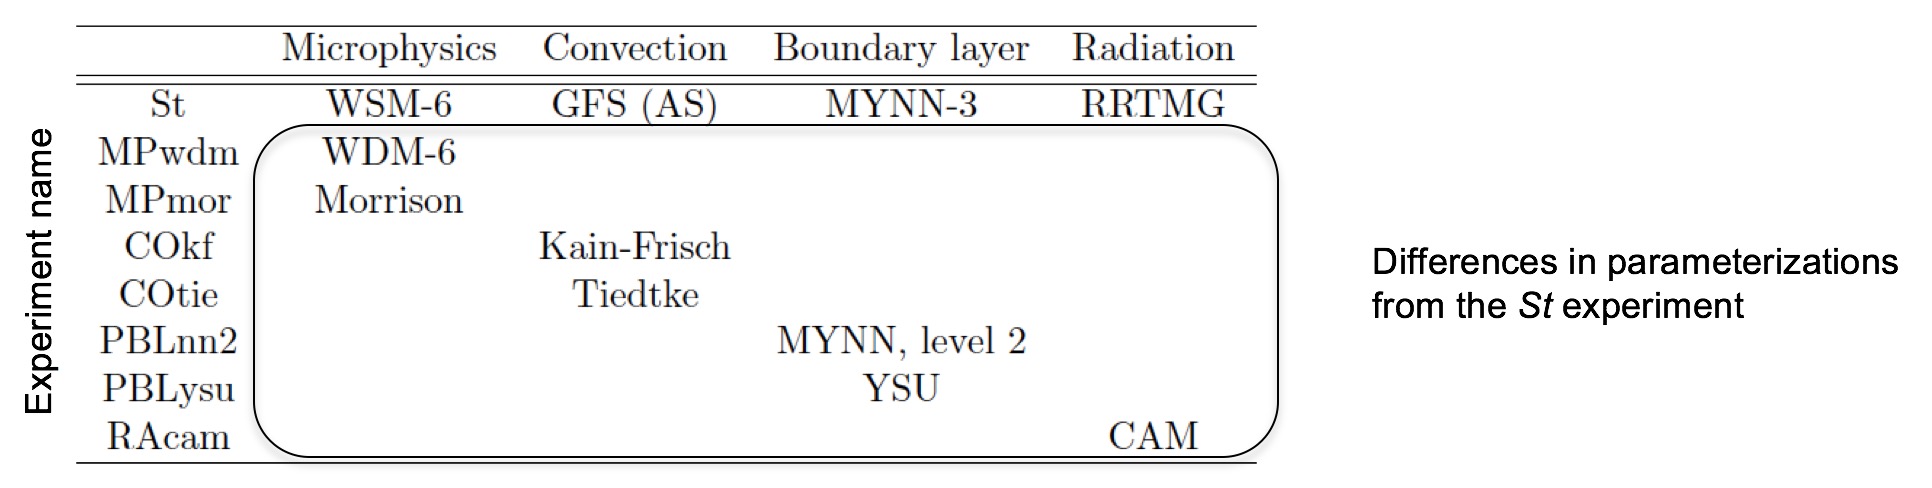 Microphysics Convection Boundary layer Radiation
St WSM-6 GFS (AS) MYNN-3 RRTMG
MPwdm WDM-6
MPmor Morrison
COkf Kain-Frisch
COtie Tiedtke
PBLnn2 MYNN, level 2
PBLysu YSU
RAcam CAM
Experiment name
Differences in parameterizations
from the St experiment